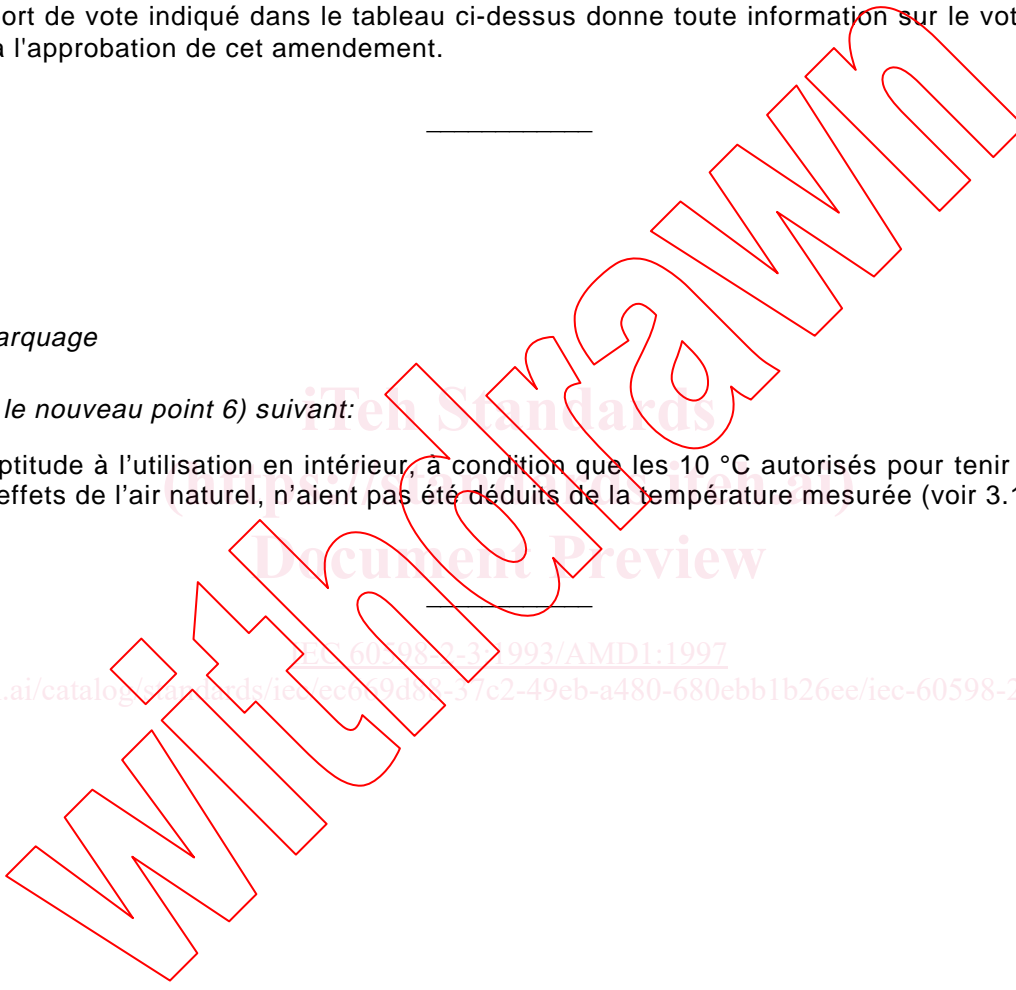 ort de vote indiqué dans le tableau ci-dessus donne toute information sur le vot
à l'approbation de cet amendement.
arquage
le nouveau point 6) suivant:
iTeh Standards
ptitude à l’utilisation en intérieur, à condition que les 10 °C autorisés pour tenir
(https://standards.iteh.ai)
effets de l’air naturel, n’aient pas été déduits de la température mesurée (voir 3.1
Document Preview
IEC 60598-2-3:1993/AMD1:1997
.ai/catalog/standards/iec/ec669d88-37c2-49eb-a480-680ebb1b26ee/iec-60598-2
withdrawn